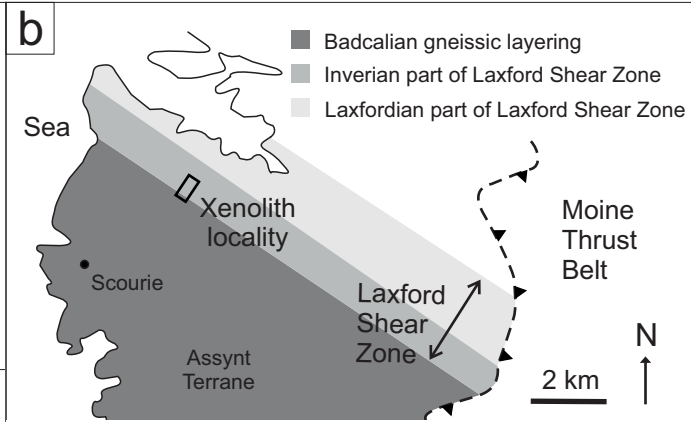 b
Badcalian gneissic layering
Inverian part of Laxford Shear Zone
Laxfordian part of Laxford Shear Zone
Sea
Xenolith
locality
Moine
Thrust
Belt
Scourie
Laxford
Shear
Zone
Assynt
Terrane
N
2 km